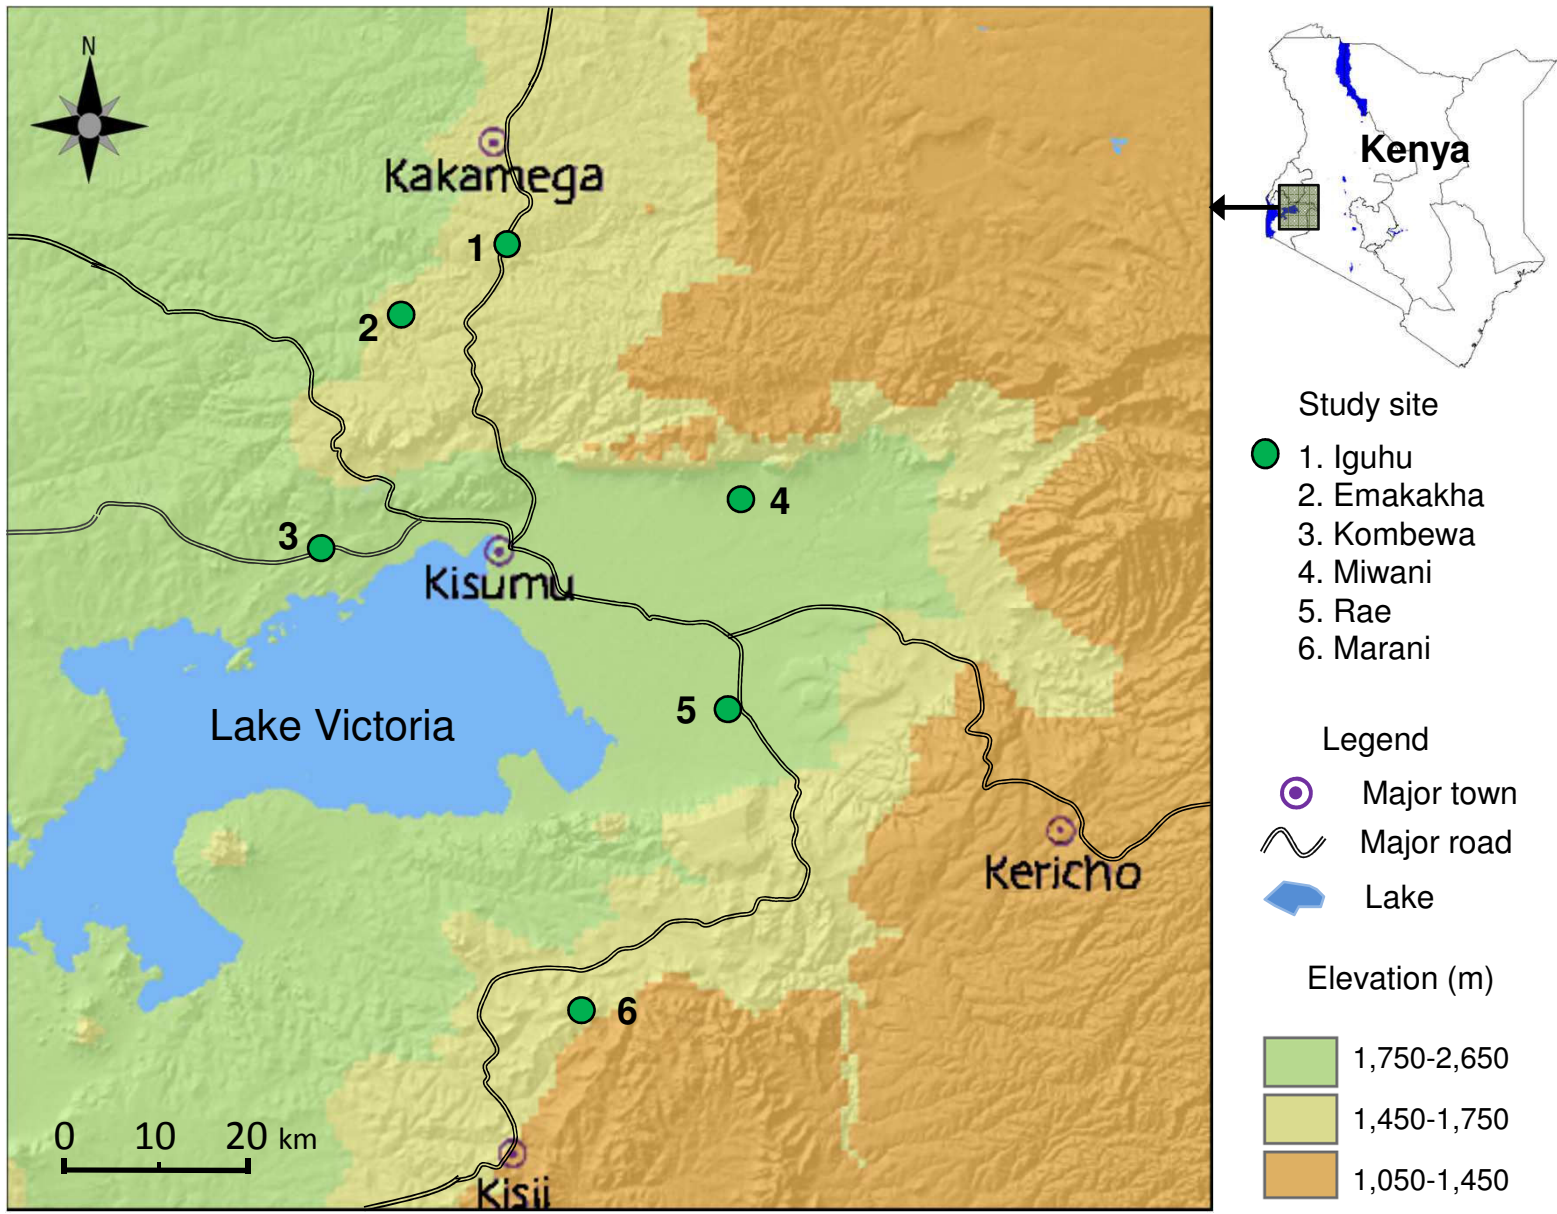 N
Kakamega
1
2
3
4
Kisumu
5
Lake Victoria
Kericho
6
0 10 20 km
Kisii
Kenya
Study site
1. Iguhu
2. Emakakha
3. Kombewa
4. Miwani
5. Rae
6. Marani
Legend
Major town
Major road
Lake
Elevation (m)
1,750-2,650
1,450-1,750
1,050-1,450